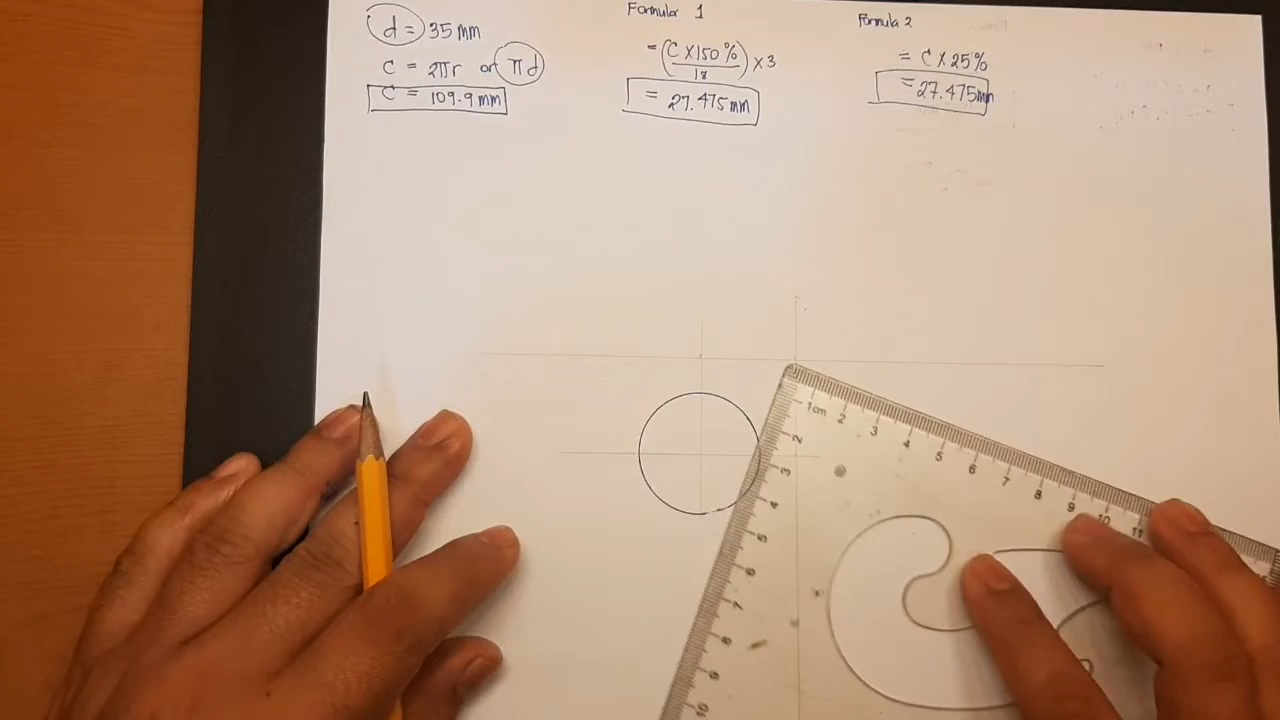 d = 35 mm
C = 2πr or πd
C = 109.9 mm
Formula 1
= (C x 150% / 18) x 3
= 27.475 mm
Formula 2
= C x 25%
= 27.475 mm
1cm 2 3 4 5 6 7 8 9 10 11
2
3
4
5
6
7
8
9
10